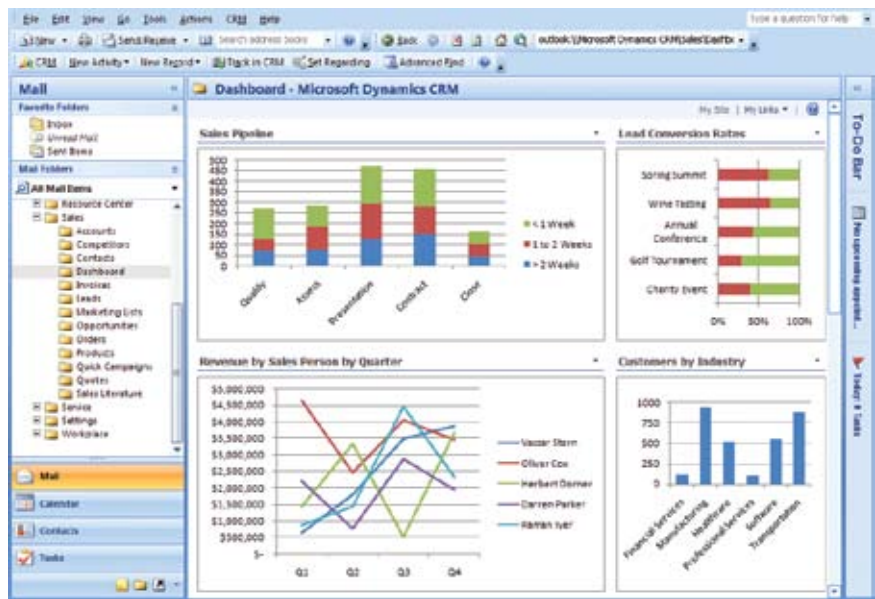 File Edit View Go Tools Actions CRM Help
Type a question for help
New Send/Receive Search address books Back outlook:\\Microsoft Dynamics CRM\Sales\Dashbo
CRM New Activity New Record Track in CRM Set Regarding Advanced Find
Mail
Favorite Folders
Inbox
Unread Mail
Sent Items
Mail Folders
All Mail Items
Resource Center
Sales
Accounts
Competitors
Contacts
Dashboard
Invoices
Leads
Marketing Lists
Opportunities
Orders
Products
Quick Campaigns
Quotes
Sales Literature
Service
Settings
Workplace
Mail
Calendar
Contacts
Tasks
Dashboard - Microsoft Dynamics CRM
My Site | My Links
Sales Pipeline
500
450
400
350
300
250
200
150
100
50
0
Qualify
Assess
Presentation
Contract
Close
< 1 Week
1 to 2 Weeks
> 2 Weeks
Lead Conversion Rates
Spring Summit
Wine Tasting
Annual
Conference
Golf Tournament
Charity Event
0% 50% 100%
Revenue by Sales Person by Quarter
$5,000,000
$4,500,000
$4,000,000
$3,500,000
$3,000,000
$2,500,000
$2,000,000
$1,500,000
$1,000,000
$500,000
$-
Q1 Q2 Q3 Q4
Oliver Cox
Herbert Dorner
Darren Parker
Raman Iyer
Customers by Industry
1000
750
500
250
0
Financial Services
Manufacturing
Healthcare
Professional Services
Software
Transportation
To-Do Bar
No upcoming appoint...
Today: 0 Tasks